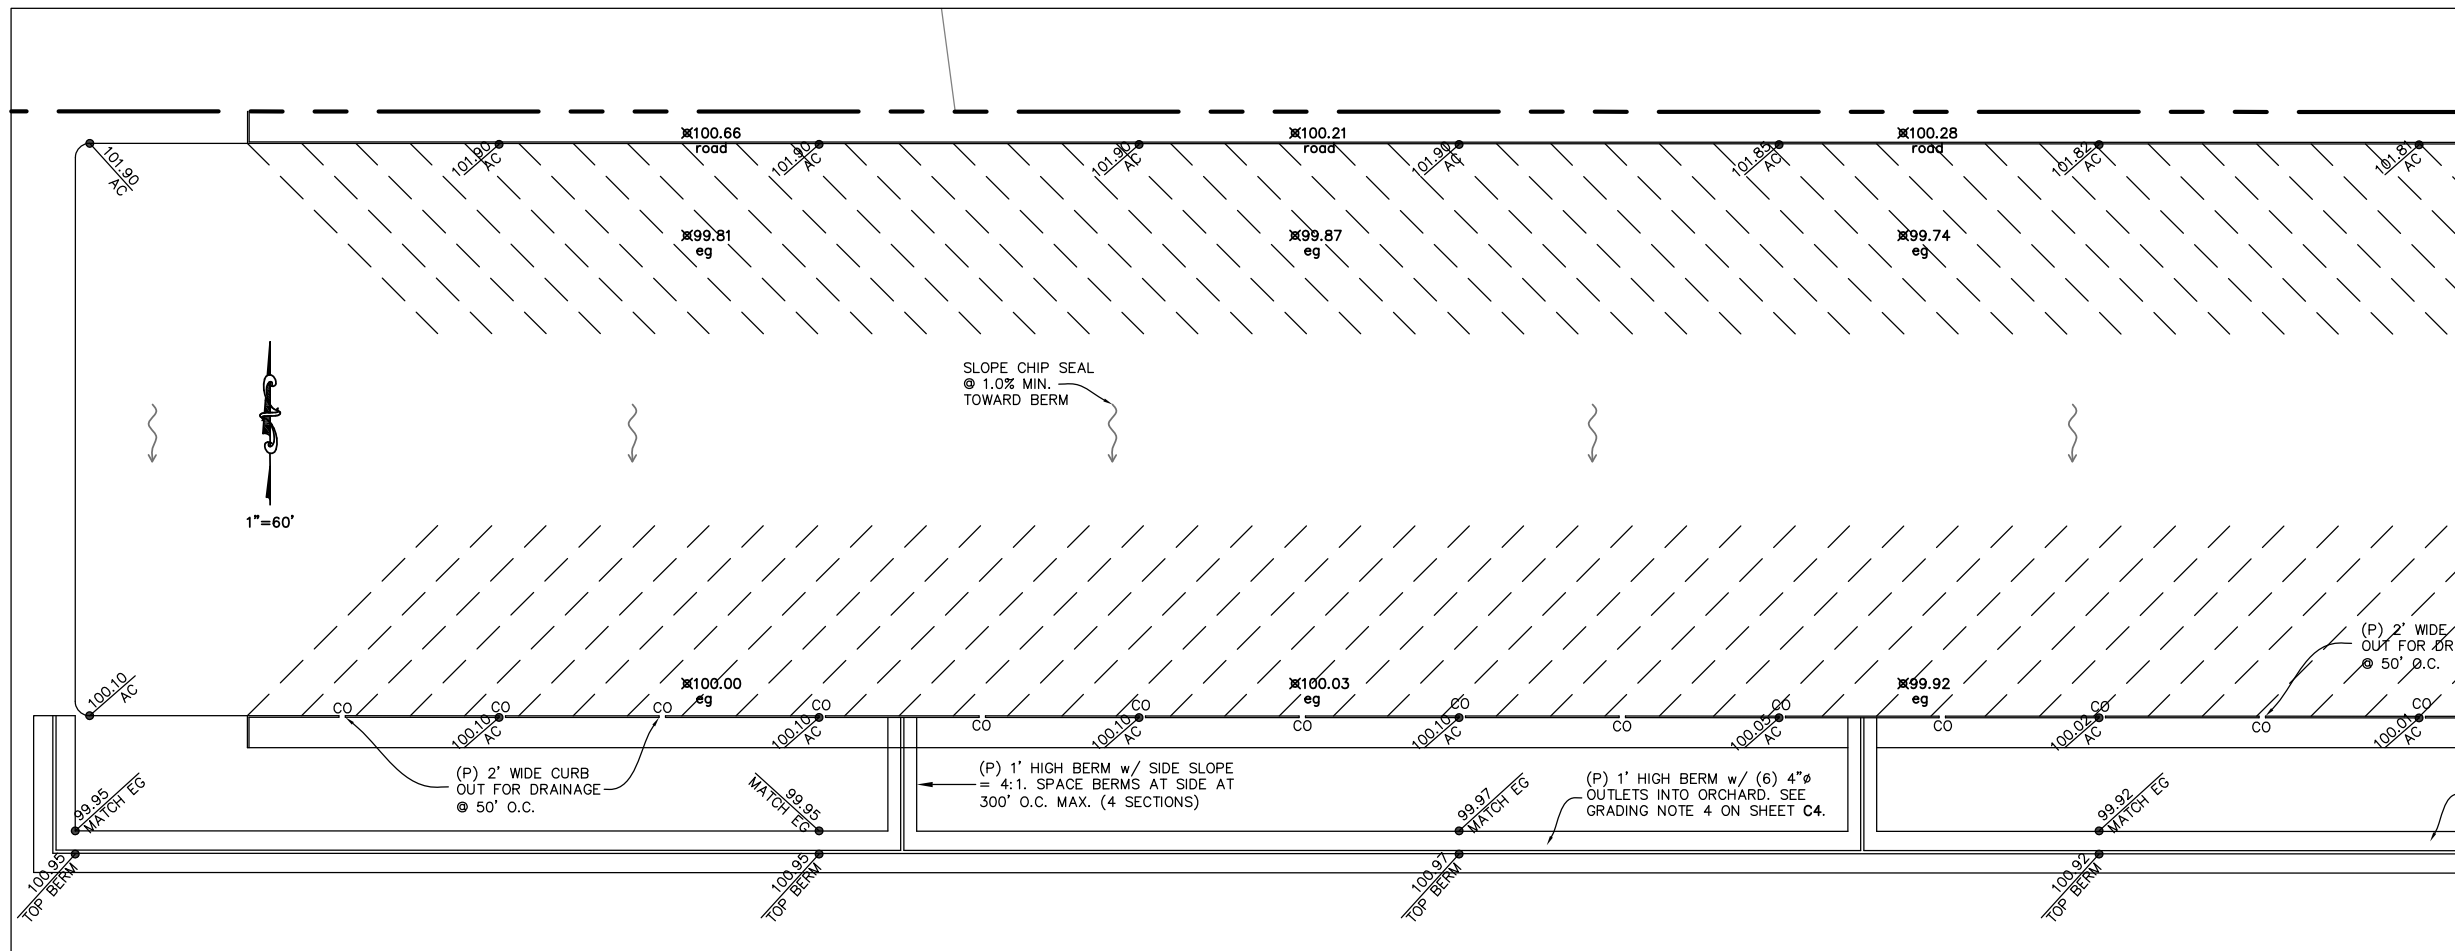 100.66
road
100.21
road
100.28
road
101.90
AC
101.90
AC
101.90
AC
101.90
AC
101.90
AC
101.85
AC
101.82
AC
101.81
AC
99.81
eg
99.87
eg
99.74
eg
SLOPE CHIP SEAL
@ 1.0% MIN.
TOWARD BERM
1"=60'
(P) 2' WIDE
OUT FOR DR
@ 50' O.C.
100.10
AC
100.00
eg
100.03
eg
99.92
eg
CO
CO
CO
CO
CO
CO
CO
CO
CO
CO
CO
CO
CO
CO
100.10
AC
100.10
AC
100.10
AC
100.10
AC
100.05
AC
100.02
AC
100.01
AC
(P) 2' WIDE CURB
OUT FOR DRAINAGE
@ 50' O.C.
(P) 1' HIGH BERM w/ SIDE SLOPE
= 4:1. SPACE BERMS AT SIDE AT
300' O.C. MAX. (4 SECTIONS)
(P) 1' HIGH BERM w/ (6) 4"ø
OUTLETS INTO ORCHARD. SEE
GRADING NOTE 4 ON SHEET C4.
99.95
MATCH EG
99.95
MATCH EG
99.97
MATCH EG
99.92
MATCH EG
100.95
TOP BERM
100.95
TOP BERM
100.97
TOP BERM
100.92
TOP BERM